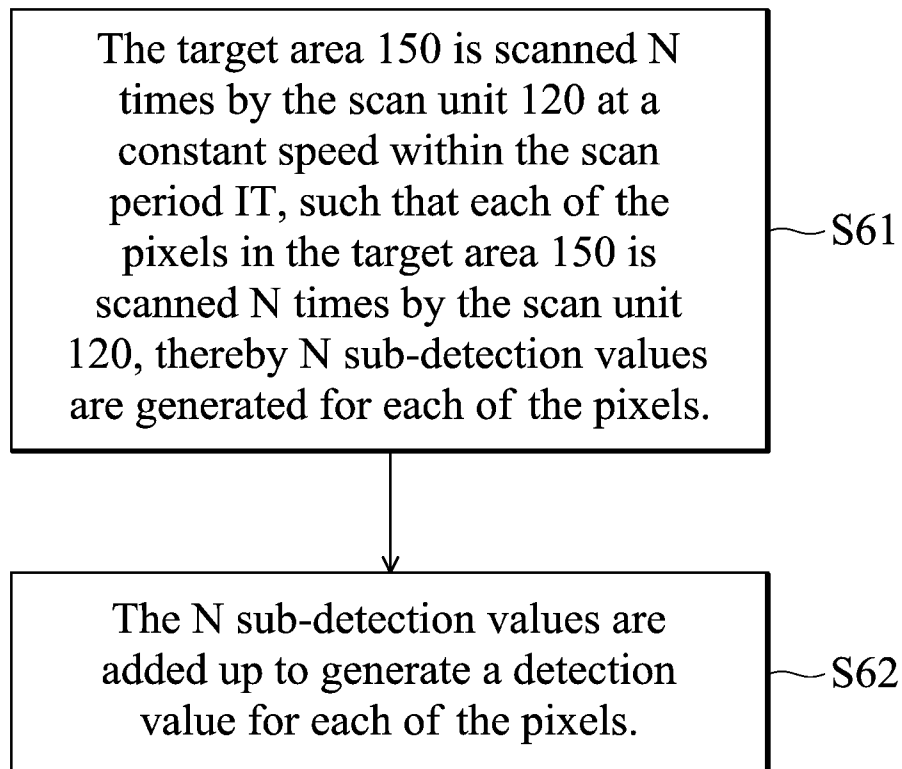 The target area 150 is scanned N
times by the scan unit 120 at a
constant speed within the scan
period IT, such that each of the
pixels in the target area 150 is
scanned N times by the scan unit
120, thereby N sub-detection values
are generated for each of the pixels.
S61
The N sub-detection values are
added up to generate a detection
value for each of the pixels.
S62